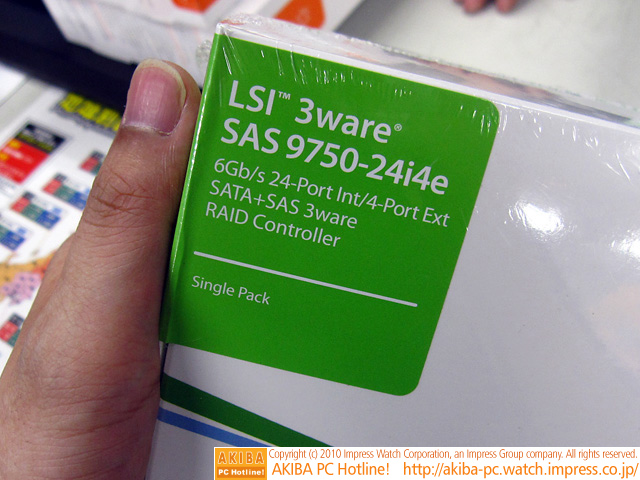 LSI™ 3ware®
SAS 9750-24i4e
6Gb/s 24-Port Int/4-Port Ext
SATA+SAS 3ware
RAID Controller
Single Pack
AKIBA
PC Hotline!
Copyright (c) 2010 Impress Watch Corporation, an Impress Group company. All rights reserved.
AKIBA PC Hotline! http://akiba-pc.watch.impress.co.jp/